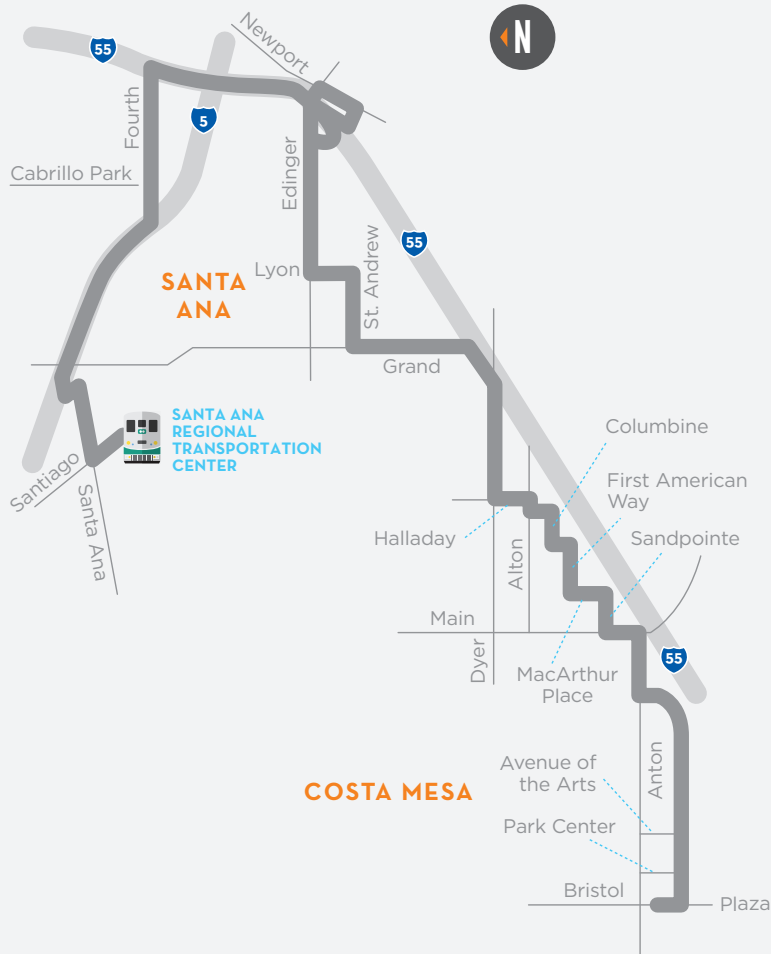 N
55
Newport
5
Fourth
Cabrillo Park
Edinger
55
Lyon
St. Andrew
SANTA
ANA
Grand
SANTA ANA
REGIONAL
TRANSPORTATION
CENTER
Santiago
Santa Ana
Columbine
First American
Way
Halladay
Alton
Sandpointe
Main
Dyer
55
MacArthur
Place
Avenue of
the Arts
Anton
COSTA MESA
Park Center
Bristol
Plaza